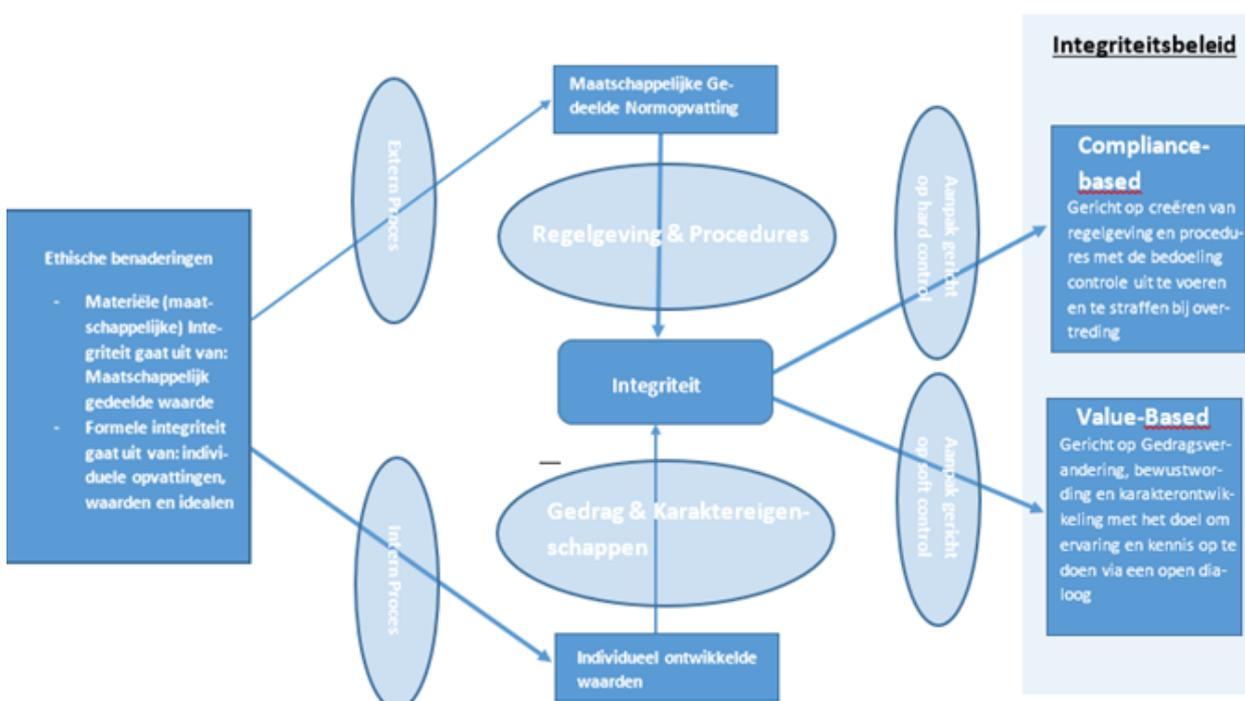 Integriteitsbeleid
Maatschappelijke Ge-
deelde Normopvatting
Extern Proces
Regelgeving & Procedures
Aanpak gericht
op hard control
Compliance-
based
Gericht op creëren van
regelgeving en procedu-
res met de bedoeling
controle uit te voeren
en te straffen bij over-
treding
Ethische benaderingen
- Materiële (maat-
schappelijke) Inte-
griteit gaat uit van:
Maatschappelijk
gedeelde waarde
- Formele integriteit
gaat uit van: indivi-
duele opvattingen,
waarden en idealen
Integriteit
Intern Proces
Gedrag & Karaktereigen-
schappen
Aanpak gericht
op soft control
Value-Based
Gericht op Gedragsver-
andering, bewustwor-
ding en karakterontwik-
keling met het doel om
ervaring en kennis op te
doen via een open dia-
loog
Individueel ontwikkelde
waarden